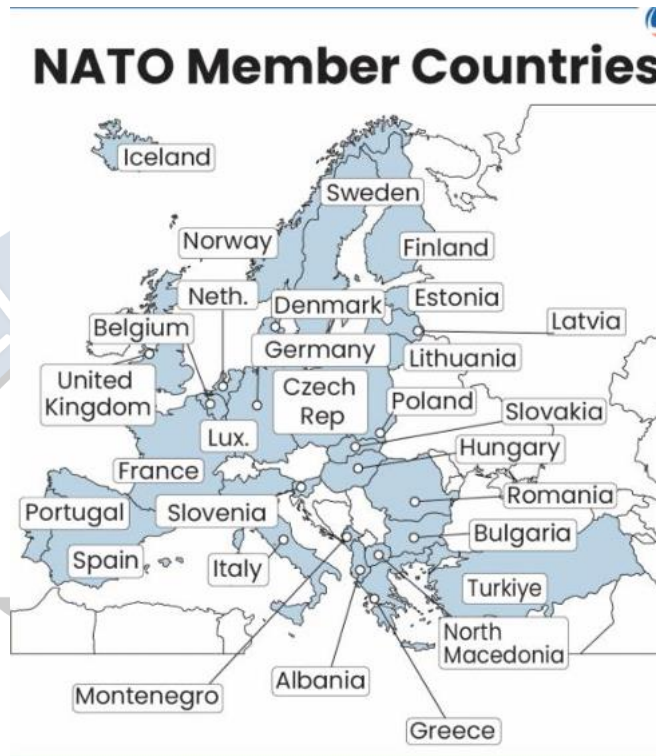 NATO Member Countries
Iceland
Sweden
Norway
Finland
Neth.
Denmark
Estonia
Belgium
Latvia
Germany
Lithuania
United
Kingdom
Czech
Rep
Poland
Slovakia
Lux.
Hungary
France
Romania
Portugal
Slovenia
Bulgaria
Spain
Italy
Turkiye
North
Macedonia
Albania
Montenegro
Greece